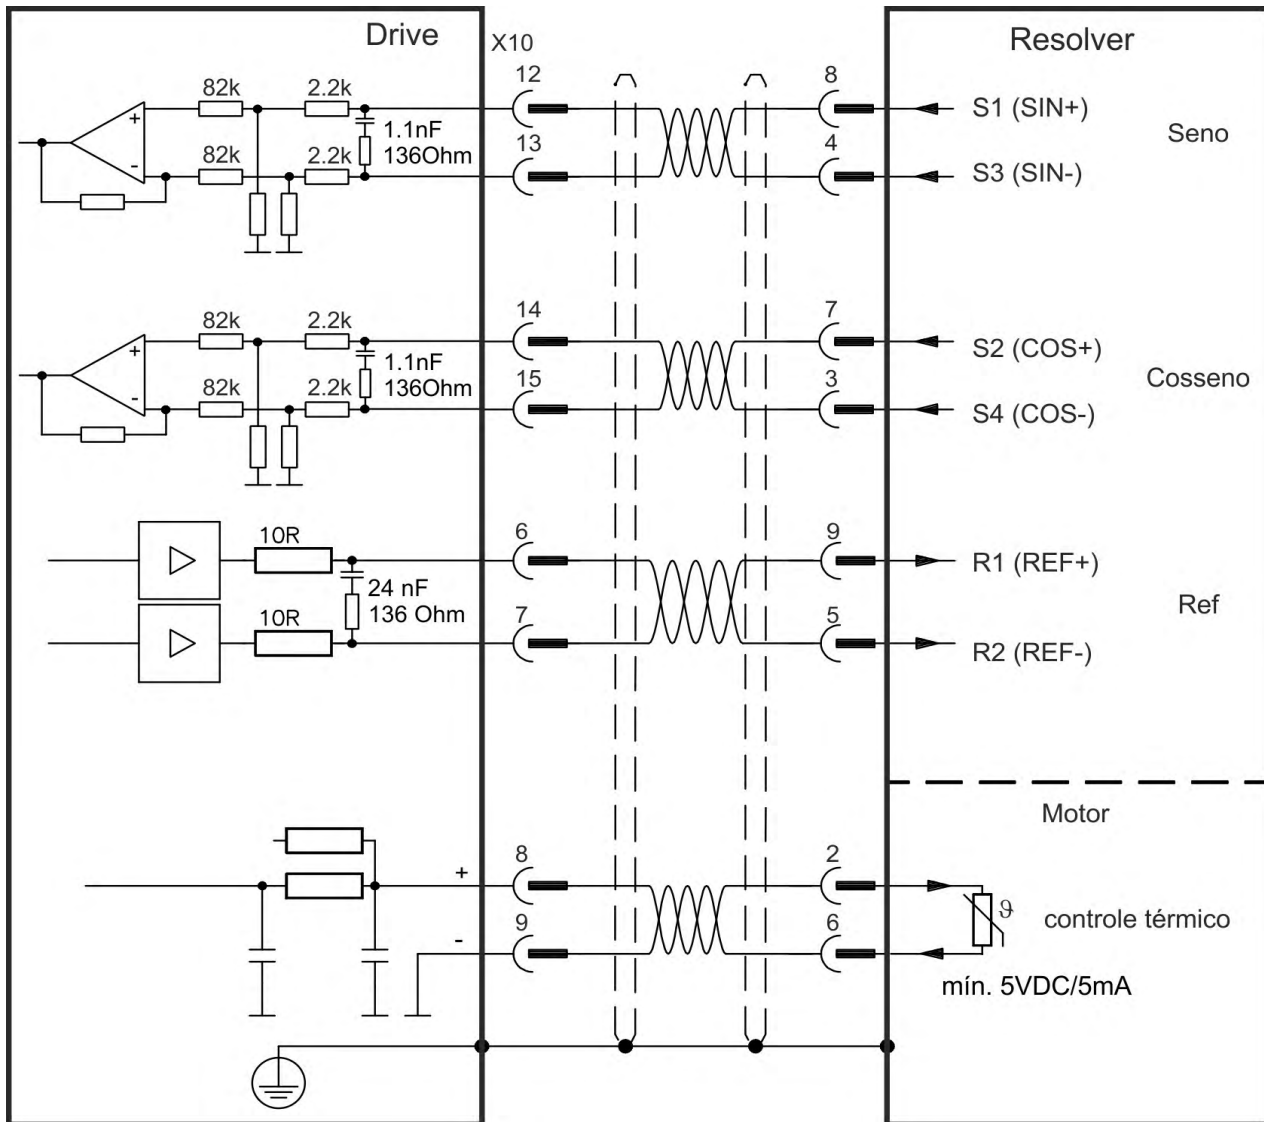 Drive
X10
Resolver
82k
2.2k
12
8
S1 (SIN+)
+
1.1nF
136Ohm
Seno
-
82k
2.2k
13
4
S3 (SIN-)
82k
2.2k
14
7
S2 (COS+)
+
1.1nF
136Ohm
Cosseno
-
82k
2.2k
15
3
S4 (COS-)
10R
6
9
R1 (REF+)
24 nF
136 Ohm
Ref
10R
7
5
R2 (REF-)
Motor
+
8
2
ϑ
controle térmico
-
9
6
mín. 5VDC/5mA